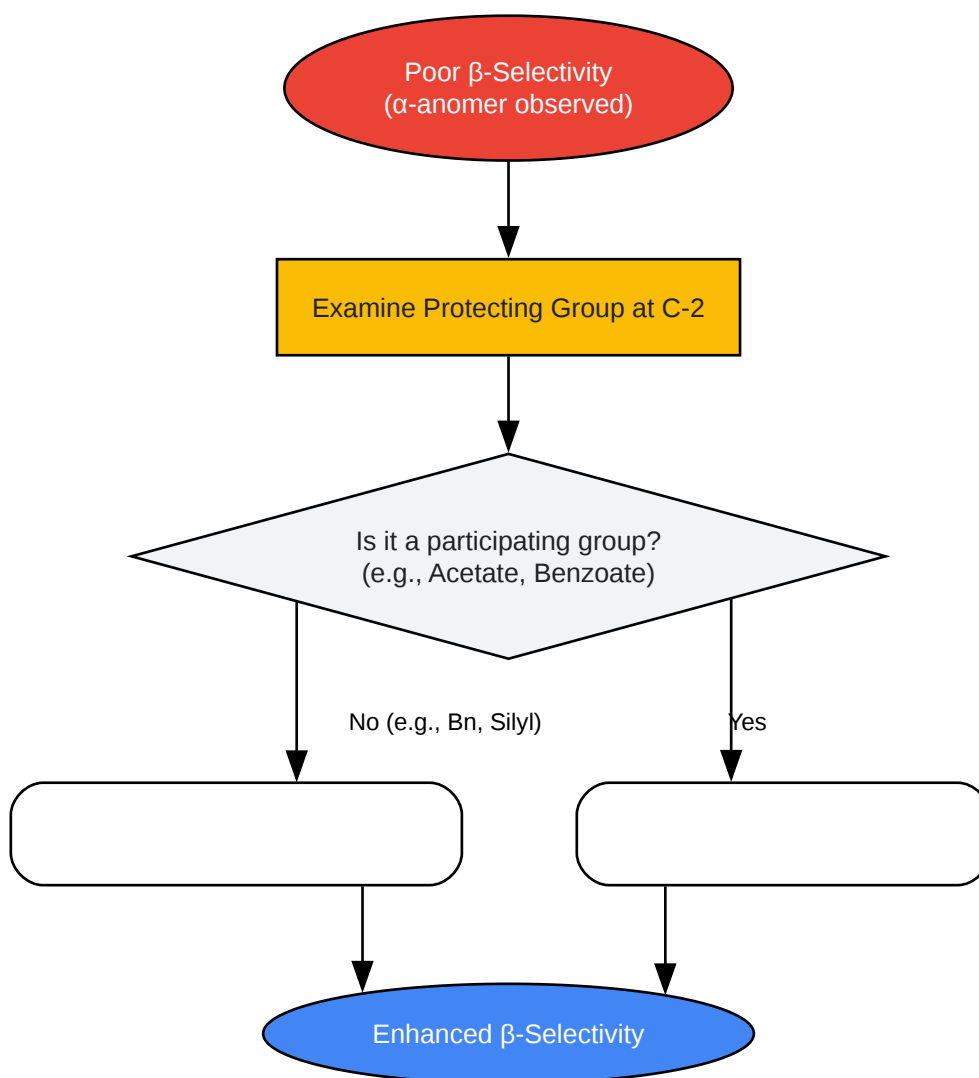 Poor β-Selectivity
(α-anomer observed)
Examine Protecting Group at C-2
Is it a participating group?
(e.g., Acetate, Benzoate)
No (e.g., Bn, Silyl)
Yes
Enhanced β-Selectivity